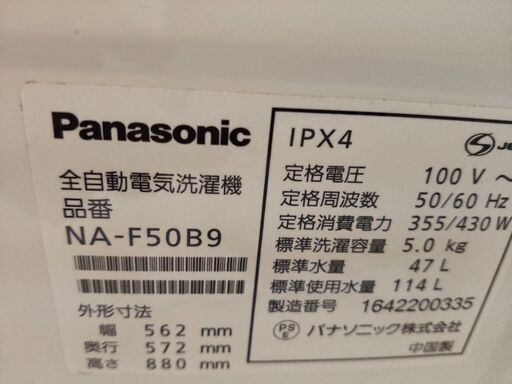 Panasonic
全自動電気洗濯機
品番
NA-F50B9
外形寸法
幅 562 mm
奥行 572 mm
高さ 880 mm
IPX4
定格電圧 100 V ～
定格周波数 50/60 Hz
定格消費電力 355/430 W
標準洗濯容量 5.0 kg
標準水量 47 L
標準使用水量 114 L
製造番号 1642200335
PS
E
パナソニック株式会社
中国製